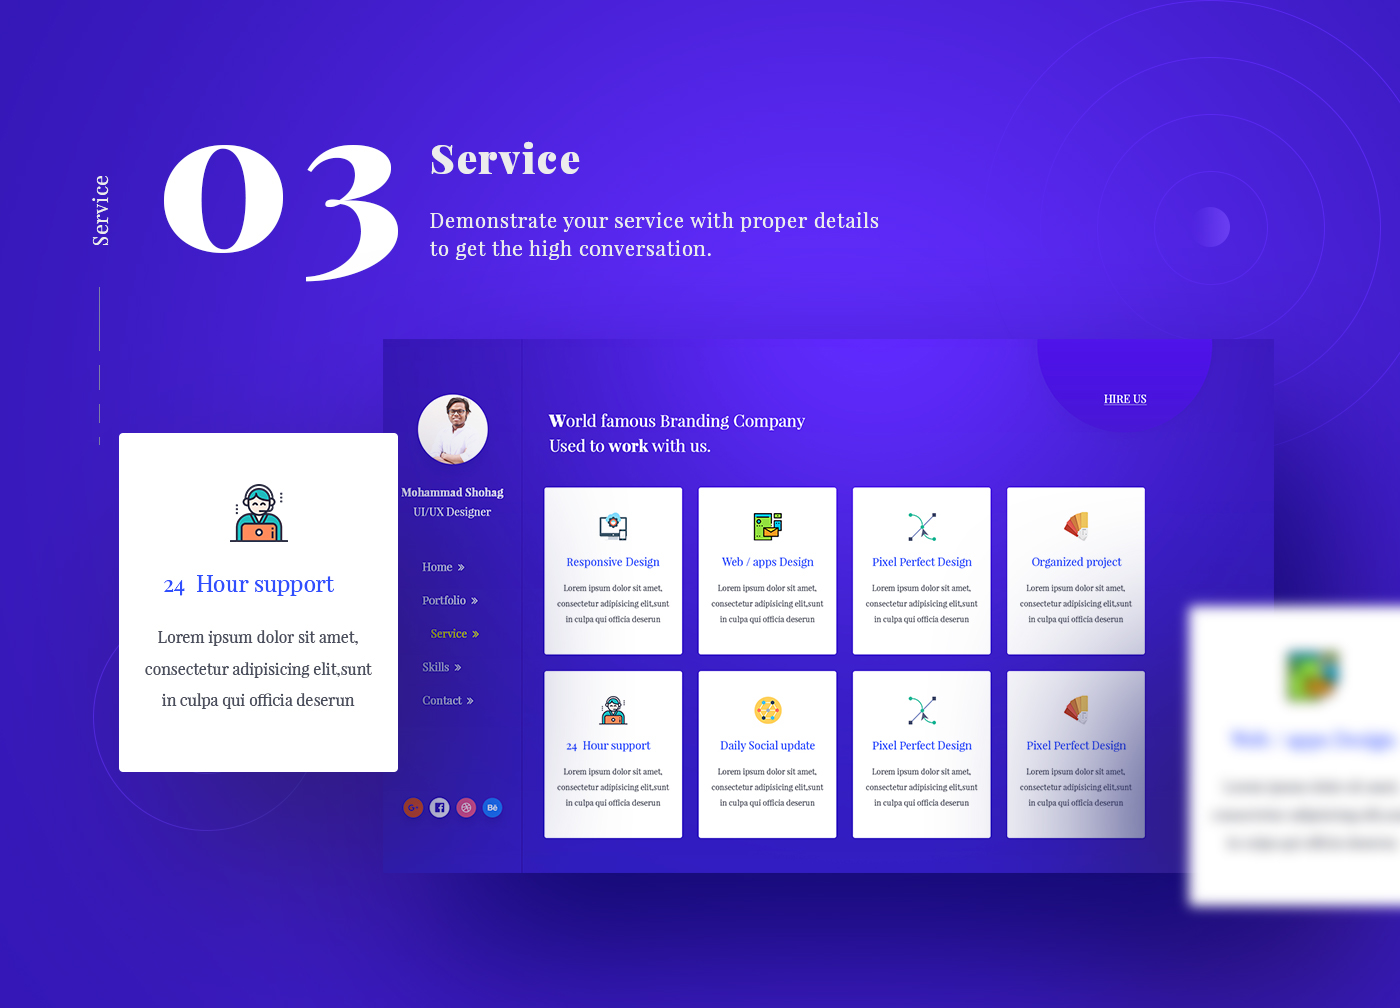 Service
03
Service
Demonstrate your service with proper details
to get the high conversation.
24 Hour support
Lorem ipsum dolor sit amet,
consectetur adipisicing elit,sunt
in culpa qui officia deserun
Mohammad Shohag
UI/UX Designer
Home »
Portfolio »
Service »
Skills »
Contact »
G+
Bē
HIRE US
World famous Branding Company
Used to work with us.
Responsive Design
Lorem ipsum dolor sit amet,
consectetur adipisicing elit,sunt
in culpa qui officia deserun
Web / apps Design
Lorem ipsum dolor sit amet,
consectetur adipisicing elit,sunt
in culpa qui officia deserun
Pixel Perfect Design
Lorem ipsum dolor sit amet,
consectetur adipisicing elit,sunt
in culpa qui officia deserun
Organized project
Lorem ipsum dolor sit amet,
consectetur adipisicing elit,sunt
in culpa qui officia deserun
24 Hour support
Lorem ipsum dolor sit amet,
consectetur adipisicing elit,sunt
in culpa qui officia deserun
Daily Social update
Lorem ipsum dolor sit amet,
consectetur adipisicing elit,sunt
in culpa qui officia deserun
Pixel Perfect Design
Lorem ipsum dolor sit amet,
consectetur adipisicing elit,sunt
in culpa qui officia deserun
Pixel Perfect Design
Lorem ipsum dolor sit amet,
consectetur adipisicing elit,sunt
in culpa qui officia deserun
Web / apps Design